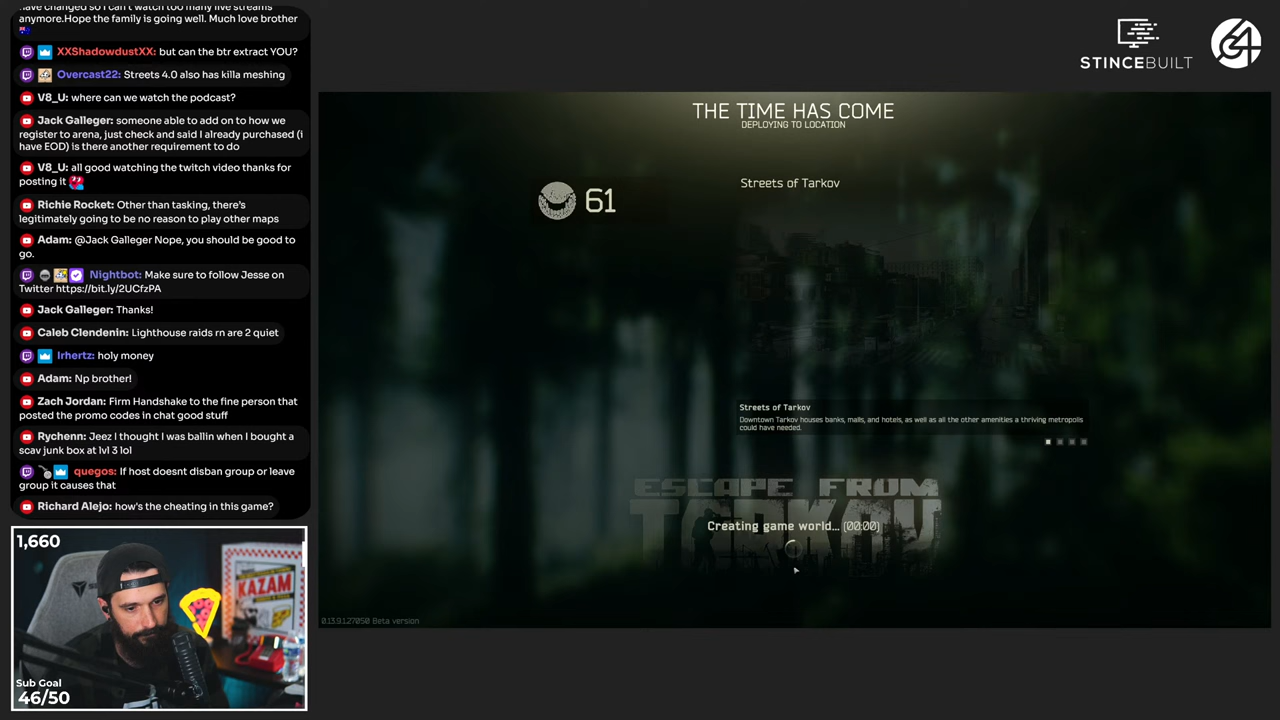 have changed so I can't watch too many live streams
anymore.Hope the family is going well. Much love brother
XXShadowdustXX: but can the btr extract YOU?
Overcast22: Streets 4.0 also has killa meshing
V8_U: where can we watch the podcast?
Jack Galleger: someone able to add on to how we
register to arena, just check and said I already purchased (i
have EOD) is there another requirement to do
V8_U: all good watching the twitch video thanks for
posting it
Richie Rocket: Other than tasking, there's
legitimately going to be no reason to play other maps
Adam: @Jack Galleger Nope, you should be good to
go.
Nightbot: Make sure to follow Jesse on
Twitter https://bit.ly/2UCfzPA
Jack Galleger: Thanks!
Caleb Clendenin: Lighthouse raids rn are 2 quiet
Irhertz: holy money
Adam: Np brother!
Zach Jordan: Firm Handshake to the fine person that
posted the promo codes in chat good stuff
Rychenn: Jeez I thought I was ballin when I bought a
scav junk box at lvl 3 lol
quegos: If host doesnt disban group or leave
group it causes that
Richard Alejo: how's the cheating in this game?
1,660
KAZAM
Sub Goal
46/50
STINCEBUILT
G4
THE TIME HAS COME
DEPLOYING TO LOCATION
61
Streets of Tarkov
Streets of Tarkov
Downtown Tarkov houses banks, malls, and hotels, as well as all the other amenities a thriving metropolis
could have needed.
ESCAPE FROM
TARKOV
Creating game world... (00:00)
0.13.9.1.27050 Beta version